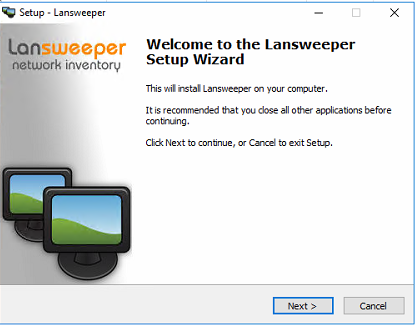 Setup - Lansweeper
Lansweeper
network inventory
Welcome to the Lansweeper
Setup Wizard
This will install Lansweeper on your computer.
It is recommended that you close all other applications before
continuing.
Click Next to continue, or Cancel to exit Setup.
Next >
Cancel